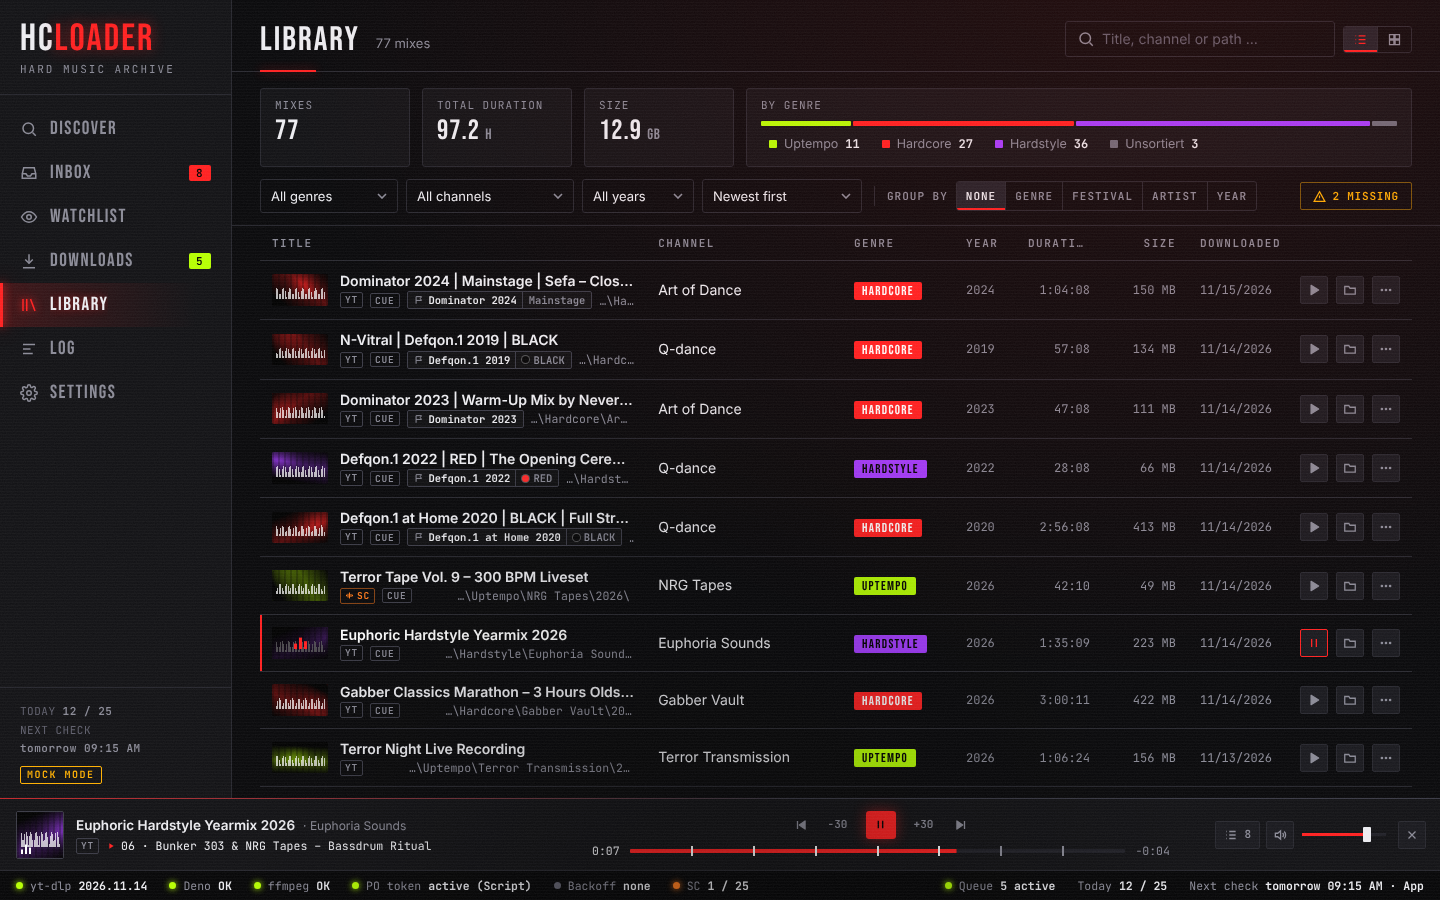 HCLOADER
HARD MUSIC ARCHIVE
DISCOVER
INBOX 8
WATCHLIST
DOWNLOADS 5
LIBRARY
LOG
SETTINGS
TODAY 12 / 25
NEXT CHECK
tomorrow 09:15 AM
MOCK MODE
LIBRARY 77 mixes
Title, channel or path ...
MIXES
77
TOTAL DURATION
97.2 H
SIZE
12.9 GB
BY GENRE
Uptempo 11 Hardcore 27 Hardstyle 36 Unsortiert 3
All genres All channels All years Newest first GROUP BY NONE GENRE FESTIVAL ARTIST YEAR 2 MISSING
TITLE CHANNEL GENRE YEAR DURATI… SIZE DOWNLOADED
Dominator 2024 | Mainstage | Sefa – Clos…
YT CUE Dominator 2024 Mainstage …\Ha…
Art of Dance HARDCORE 2024 1:04:08 150 MB 11/15/2026
N-Vitral | Defqon.1 2019 | BLACK
YT CUE Defqon.1 2019 BLACK …\Hardc…
Q-dance HARDCORE 2019 57:08 134 MB 11/14/2026
Dominator 2023 | Warm-Up Mix by Never…
YT CUE Dominator 2023 …\Hardcore\Ar…
Art of Dance HARDCORE 2023 47:08 111 MB 11/14/2026
Defqon.1 2022 | RED | The Opening Cere…
YT CUE Defqon.1 2022 RED …\Hardst…
Q-dance HARDSTYLE 2022 28:08 66 MB 11/14/2026
Defqon.1 at Home 2020 | BLACK | Full Str…
YT CUE Defqon.1 at Home 2020 BLACK
Q-dance HARDCORE 2020 2:56:08 413 MB 11/14/2026
Terror Tape Vol. 9 – 300 BPM Liveset
SC CUE …\Uptempo\NRG Tapes\2026\
NRG Tapes UPTEMPO 2026 42:10 49 MB 11/14/2026
Euphoric Hardstyle Yearmix 2026
YT CUE …\Hardstyle\Euphoria Sound…
Euphoria Sounds HARDSTYLE 2026 1:35:09 223 MB 11/14/2026
Gabber Classics Marathon – 3 Hours Olds…
YT CUE …\Hardcore\Gabber Vault\20…
Gabber Vault HARDCORE 2026 3:00:11 422 MB 11/14/2026
Terror Night Live Recording
YT …\Uptempo\Terror Transmission\2…
Terror Transmission UPTEMPO 2026 1:06:24 156 MB 11/13/2026
Euphoric Hardstyle Yearmix 2026 · Euphoria Sounds
YT 06 · Bunker 303 & NRG Tapes – Bassdrum Ritual
-30 +30
0:07 -0:04
8
yt-dlp 2026.11.14 Deno OK ffmpeg OK PO token active (Script) Backoff none SC 1 / 25 Queue 5 active Today 12 / 25 Next check tomorrow 09:15 AM · App